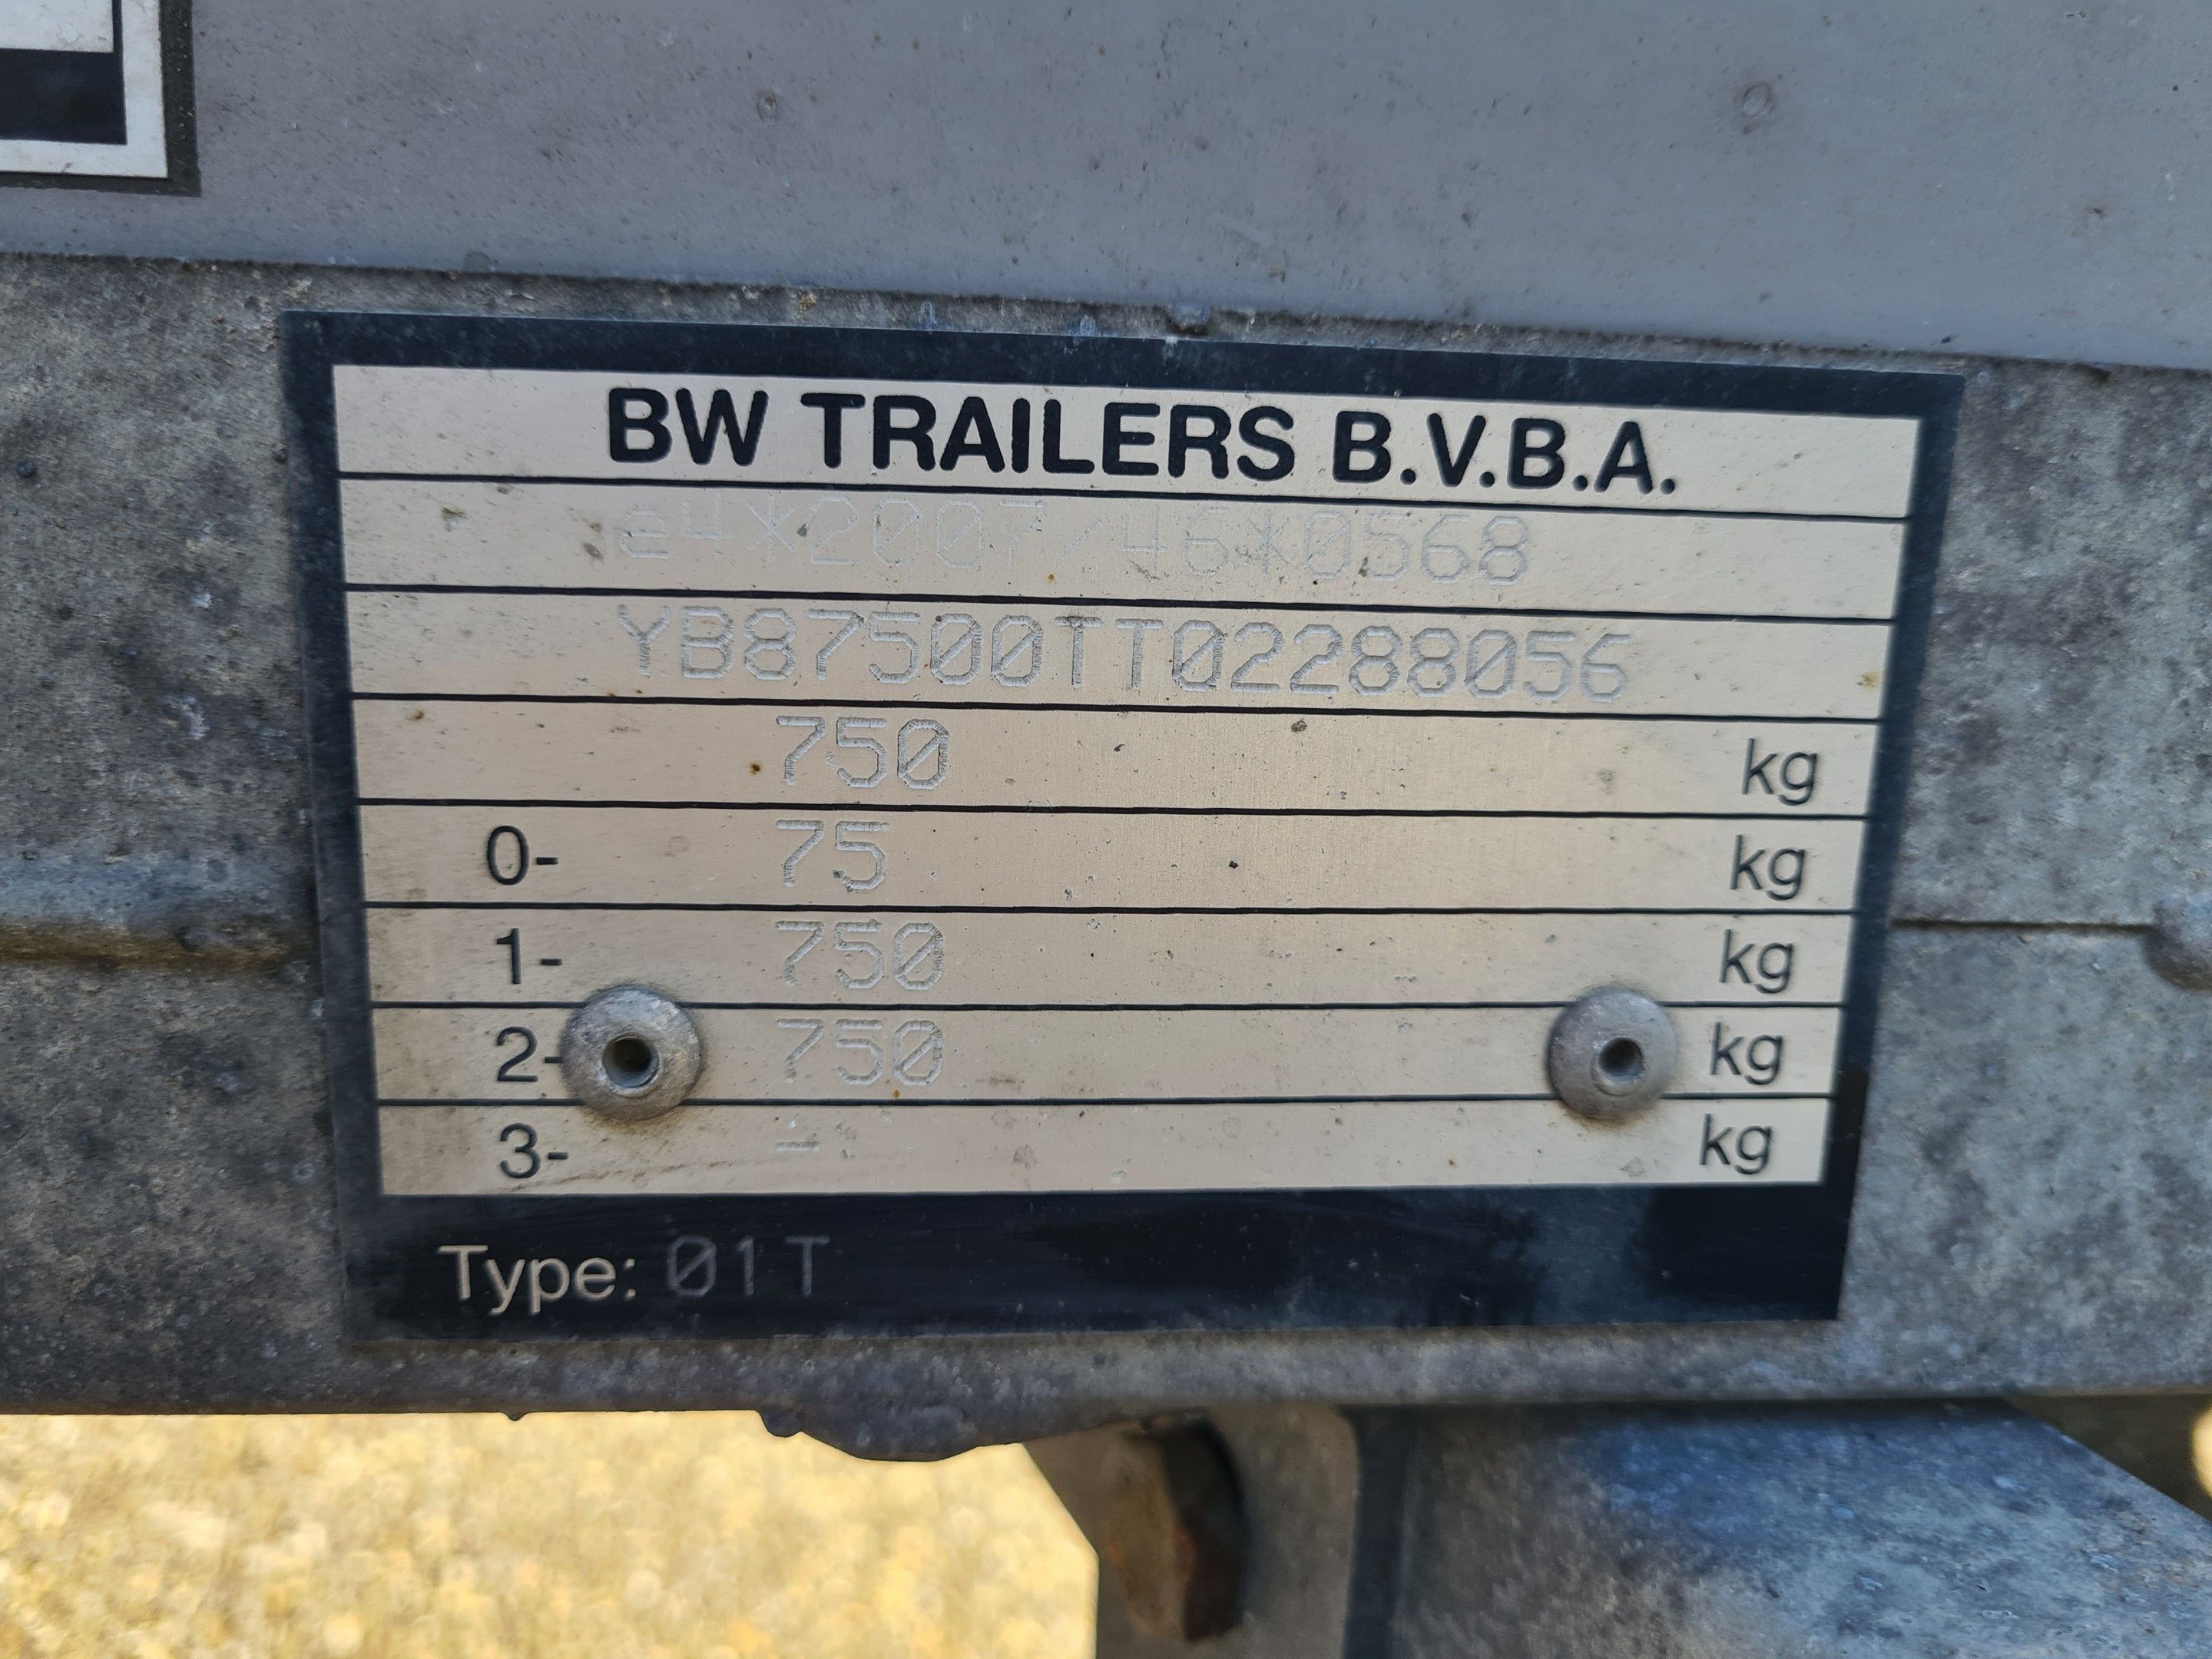 BW TRAILERS B.V.B.A.
e4*2007/46*0568
YB87500TT02288056
750 kg
0- 75 kg
1- 750 kg
2- 750 kg
3- - kg
Type: 01T